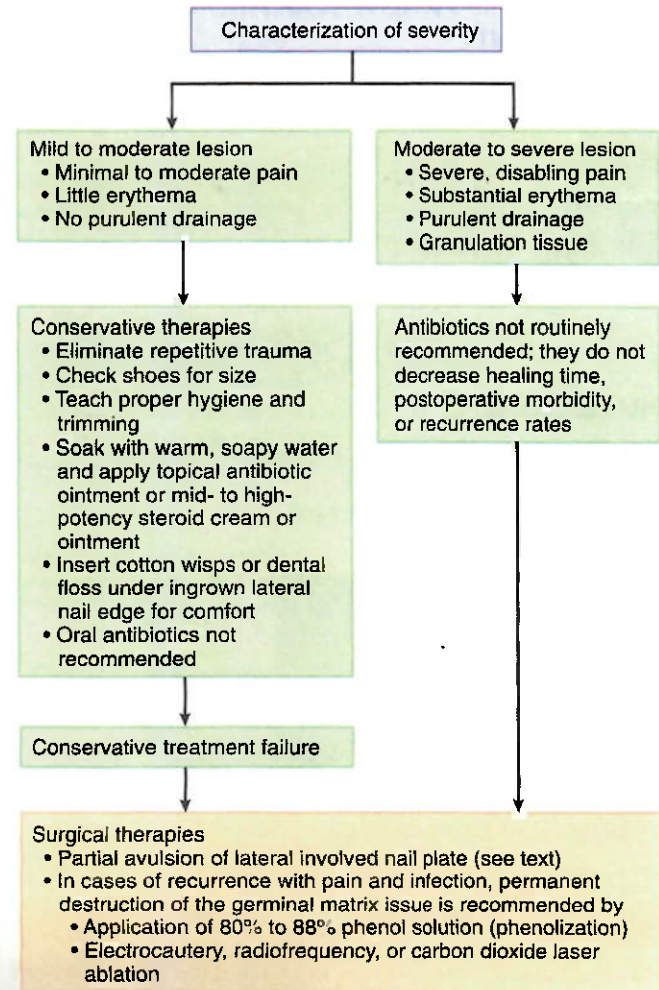 Characterization of severity
Mild to moderate lesion
• Minimal to moderate pain
• Little erythema
• No purulent drainage
Moderate to severe lesion
• Severe, disabling pain
• Substantial erythema
• Purulent drainage
• Granulation tissue
Conservative therapies
• Eliminate repetitive trauma
• Check shoes for size
• Teach proper hygiene and
trimming
• Soak with warm, soapy water
and apply topical antibiotic
ointment or mid- to high-
potency steroid cream or
ointment
• Insert cotton wisps or dental
floss under ingrown lateral
nail edge for comfort
• Oral antibiotics not
recommended
Antibiotics not routinely
recommended; they do not
decrease healing time,
postoperative morbidity,
or recurrence rates
Conservative treatment failure
Surgical therapies
• Partial avulsion of lateral involved nail plate (see text)
• In cases of recurrence with pain and infection, permanent
destruction of the germinal matrix issue is recommended by
• Application of 80% to 88% phenol solution (phenolization)
• Electrocautery, radiofrequency, or carbon dioxide laser
ablation